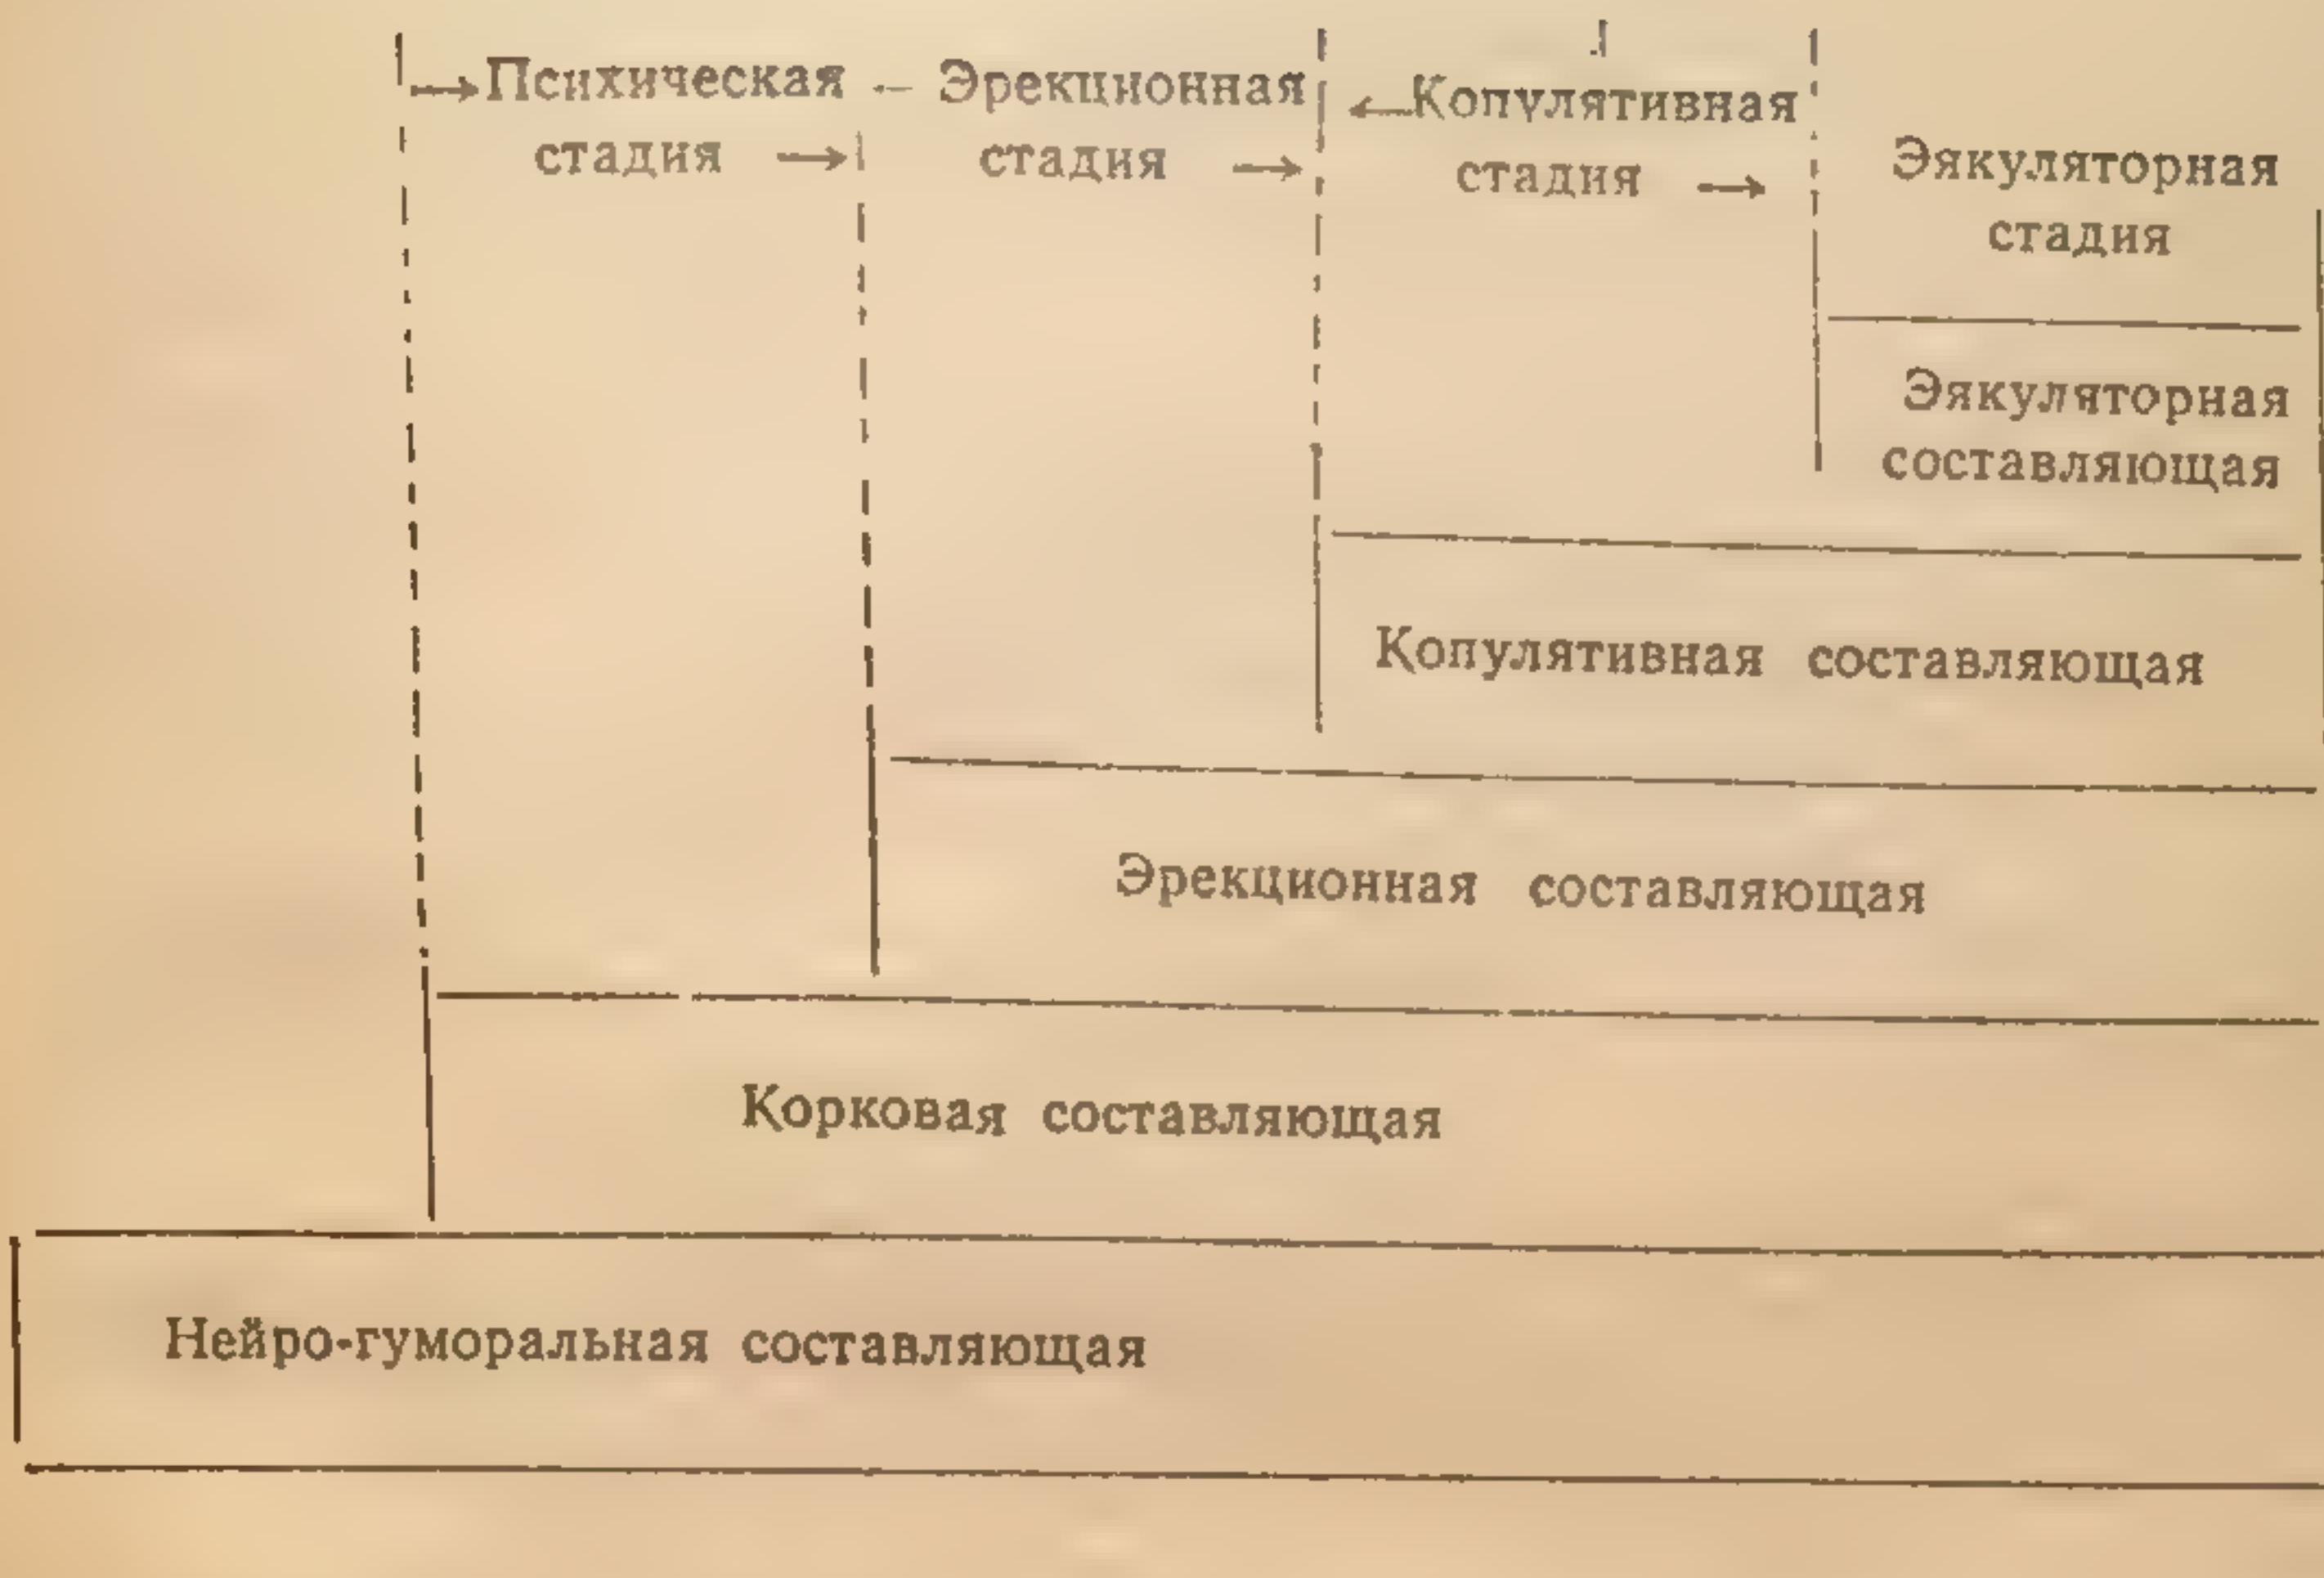 Психическая
стадия
Эрекционная
стадия
Копулятивная
стадия
Эякуляторная
стадия
Эякуляторная
составляющая
Копулятивная составляющая
Эрекционная составляющая
Корковая составляющая
Нейро-гуморальная составляющая